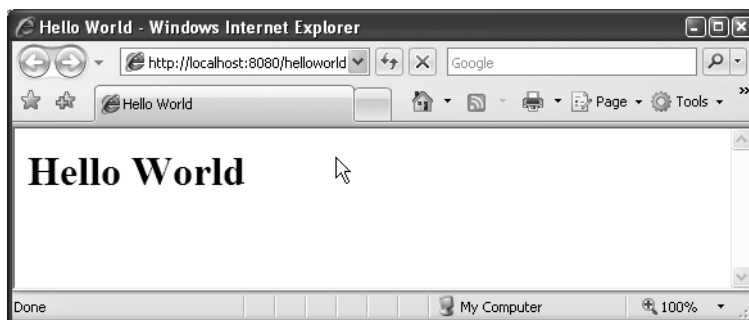 Hello World - Windows Internet Explorer
http://localhost:8080/helloworld
Google
Hello World
Page
Tools
Hello World
Done
My Computer
100%